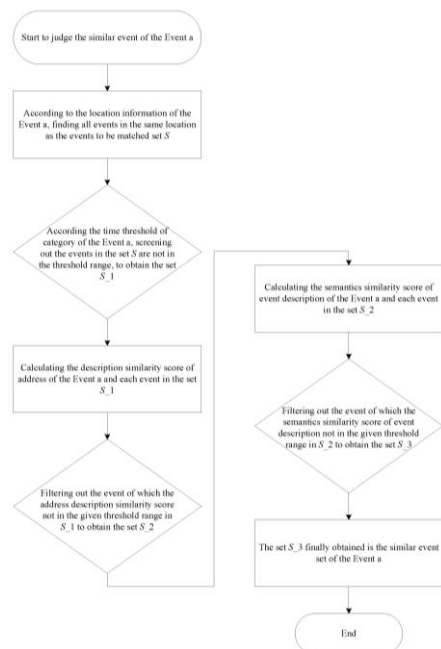 Start to judge the similar event of the Event a
According to the location information of the
Event a, finding all events in the same location
as the events to be matched set S
According the time threshold of
category of the Event a, screening
out the events in the set S are not in
the threshold range, to obtain the set
S_1
Calculating the description similarity score of
address of the Event a and each event in the set
S_1
Filtering out the event of which the
address description similarity score
not in the given threshold range in
S_1 to obtain the set S_2
Calculating the semantics similarity score of
event description of the Event a and each event
in the set S_2
Filtering out the event of which the
semantics similarity score of event
description not in the given threshold
range in S_2 to obtain the set S_3
The set S_3 finally obtained is the similar event
set of the Event a
End